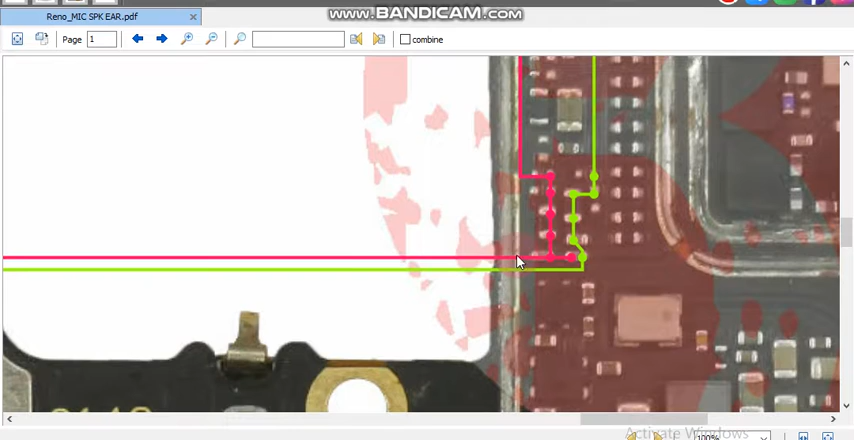 www.BANDICAM.com
Reno_MIC SPK EAR.pdf
Page 1
combine
Activate Windows
100%